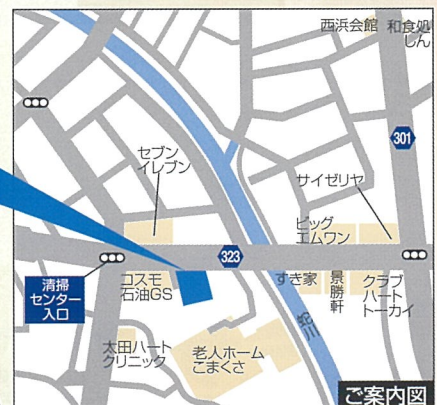 西浜会館
和食処
しん
301
セブン
イレブン
サイゼリヤ
ビッグ
エムワン
323
清掃
センター
入口
コスモ
石油GS
すき家
景勝軒
クラブ
ハート
トーカイ
蛇川
太田ハート
クリニック
老人ホーム
こまくさ
ご案内図